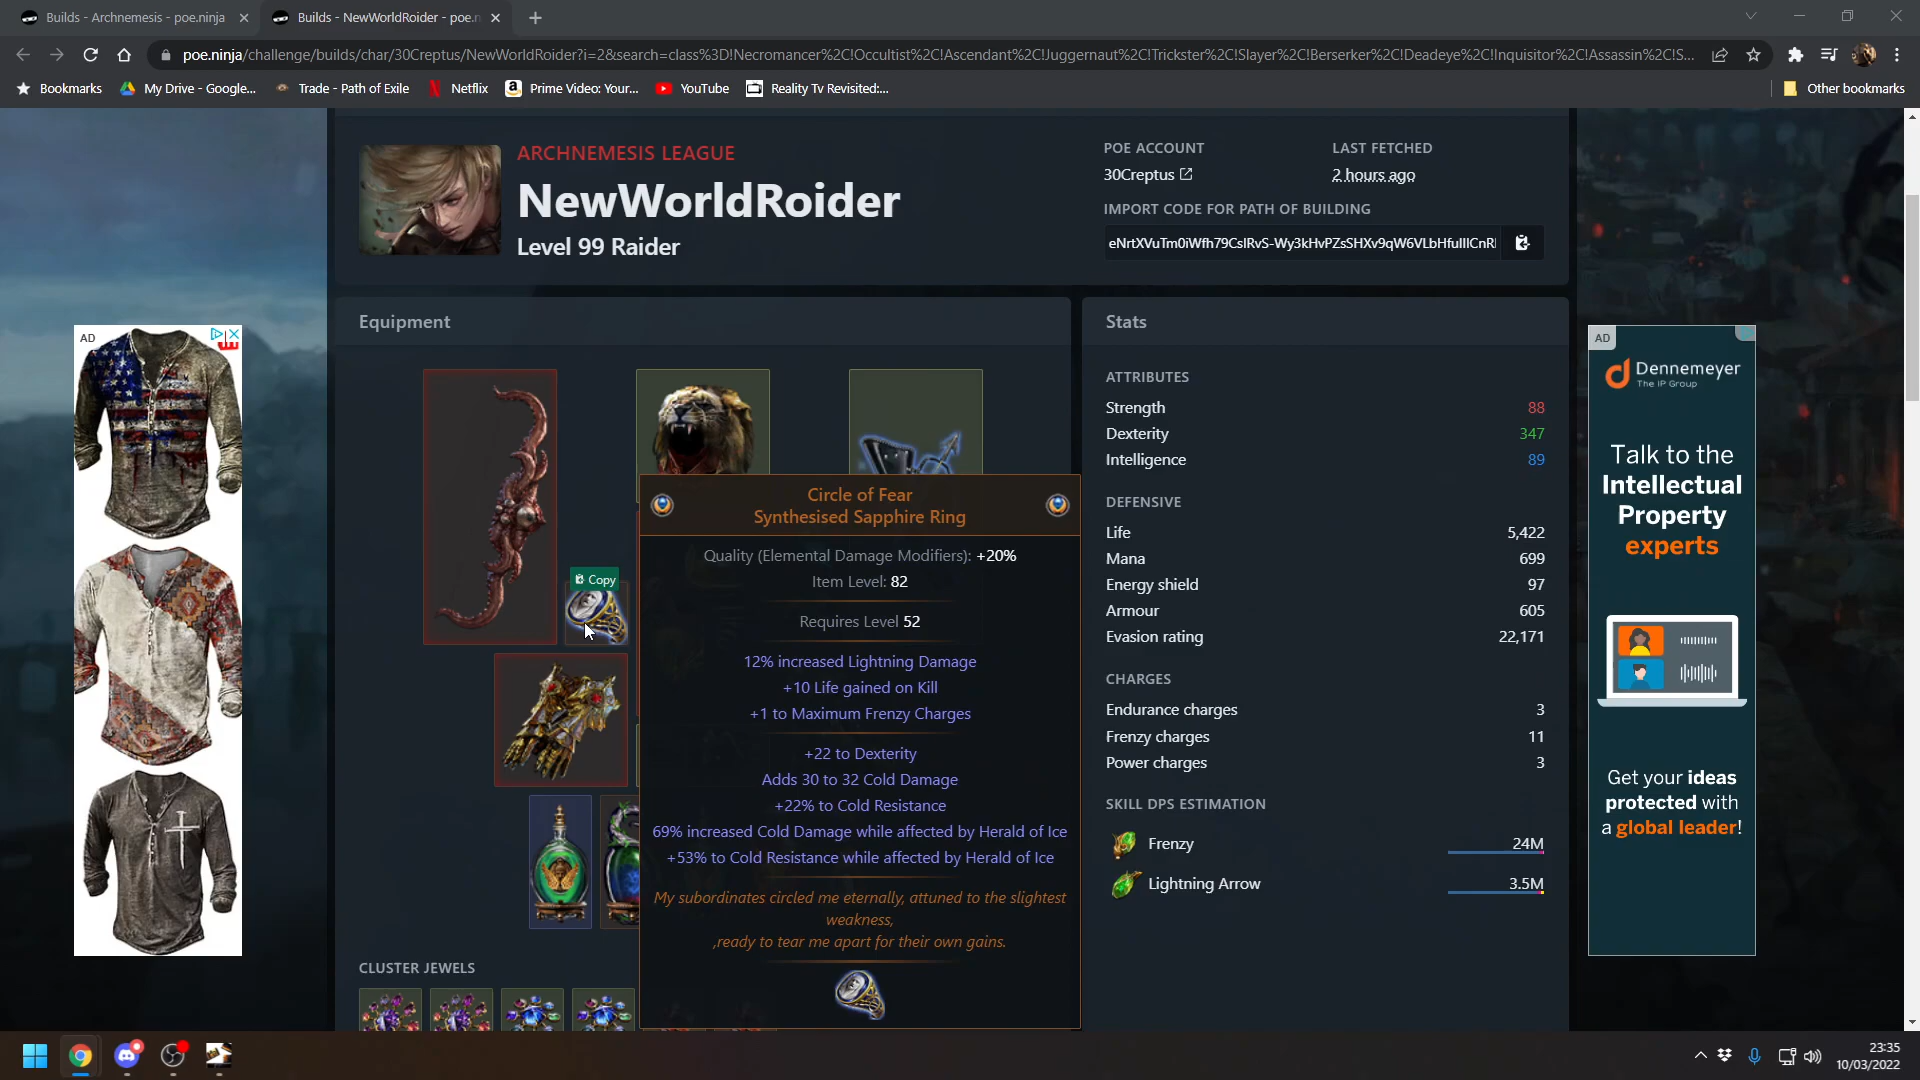 Builds - Archnemesis - poe.ninja
Builds - NewWorldRoider - poe.n
poe.ninja/challenge/builds/char/30Creptus/NewWorldRoider?i=2&search=class%3D!Necromancer%2C!Occultist%2C!Ascendant%2C!Juggernaut%2C!Trickster%2C!Slayer%2C!Berserker%2C!Deadeye%2C!Inquisitor%2C!Assassin%2C!S...
Bookmarks
My Drive - Google...
Trade - Path of Exile
Netflix
Prime Video: Your...
YouTube
Reality Tv Revisited:...
Other bookmarks
ARCHNEMESIS LEAGUE
NewWorldRoider
Level 99 Raider
POE ACCOUNT
30Creptus
LAST FETCHED
2 hours ago
IMPORT CODE FOR PATH OF BUILDING
Equipment
Copy
Circle of Fear
Synthesised Sapphire Ring
Quality (Elemental Damage Modifiers): +20%
Item Level: 82
Requires Level 52
12% increased Lightning Damage
+10 Life gained on Kill
+1 to Maximum Frenzy Charges
+22 to Dexterity
Adds 30 to 32 Cold Damage
+22% to Cold Resistance
69% increased Cold Damage while affected by Herald of Ice
+53% to Cold Resistance while affected by Herald of Ice
My subordinates circled me eternally, attuned to the slightest
weakness,
,ready to tear me apart for their own gains.
CLUSTER JEWELS
Stats
ATTRIBUTES
Strength 88
Dexterity 347
Intelligence 89
DEFENSIVE
Life 5,422
Mana 699
Energy shield 97
Armour 605
Evasion rating 22,171
CHARGES
Endurance charges 3
Frenzy charges 11
Power charges 3
SKILL DPS ESTIMATION
Frenzy 24M
Lightning Arrow 3.5M
AD
AD
Dennemeyer
The IP Group
Talk to the
Intellectual
Property
experts
Get your ideas
protected with
a global leader!
23:35
10/03/2022